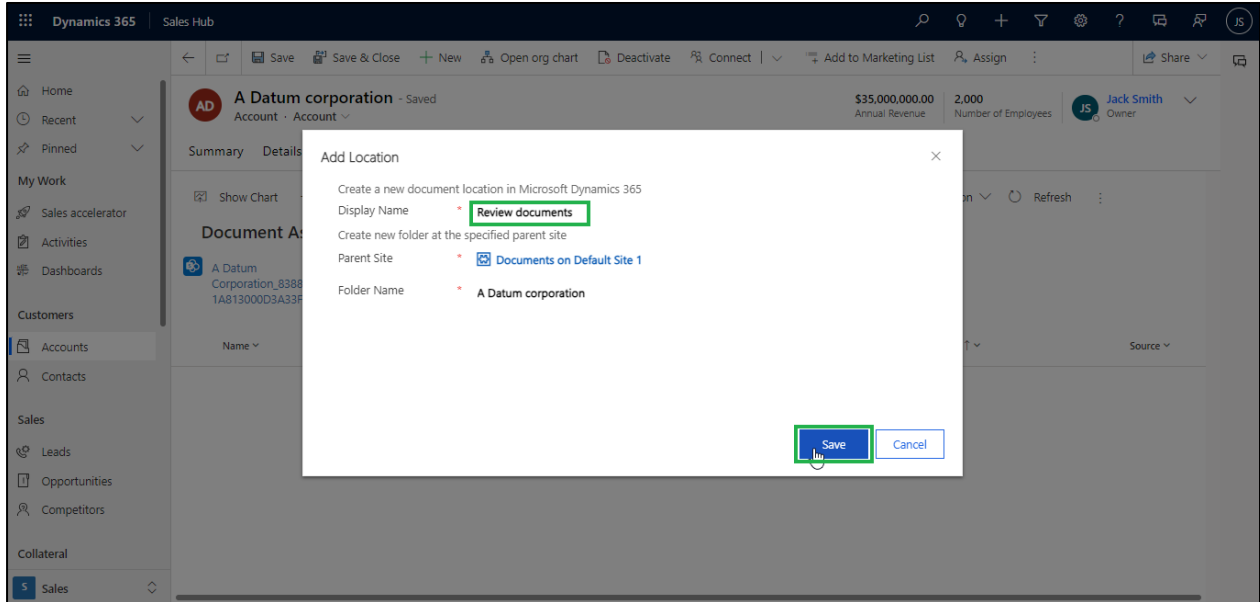 Dynamics 365 Sales Hub JS
Save Save & Close New Open org chart Deactivate Connect Add to Marketing List Assign Share
Home
Recent
Pinned
My Work
Sales accelerator
Activities
Dashboards
Customers
Accounts
Contacts
Sales
Leads
Opportunities
Competitors
Collateral
S Sales
AD A Datum corporation - Saved
Account · Account
$35,000,000.00 2,000 JS Jack Smith
Annual Revenue Number of Employees Owner
Summary Details
Show Chart on Refresh
Document As
A Datum
Corporation_8388
1A813000D3A33F
Name Source
Add Location
Create a new document location in Microsoft Dynamics 365
Display Name * Review documents
Create new folder at the specified parent site
Parent Site * Documents on Default Site 1
Folder Name * A Datum corporation
Save Cancel